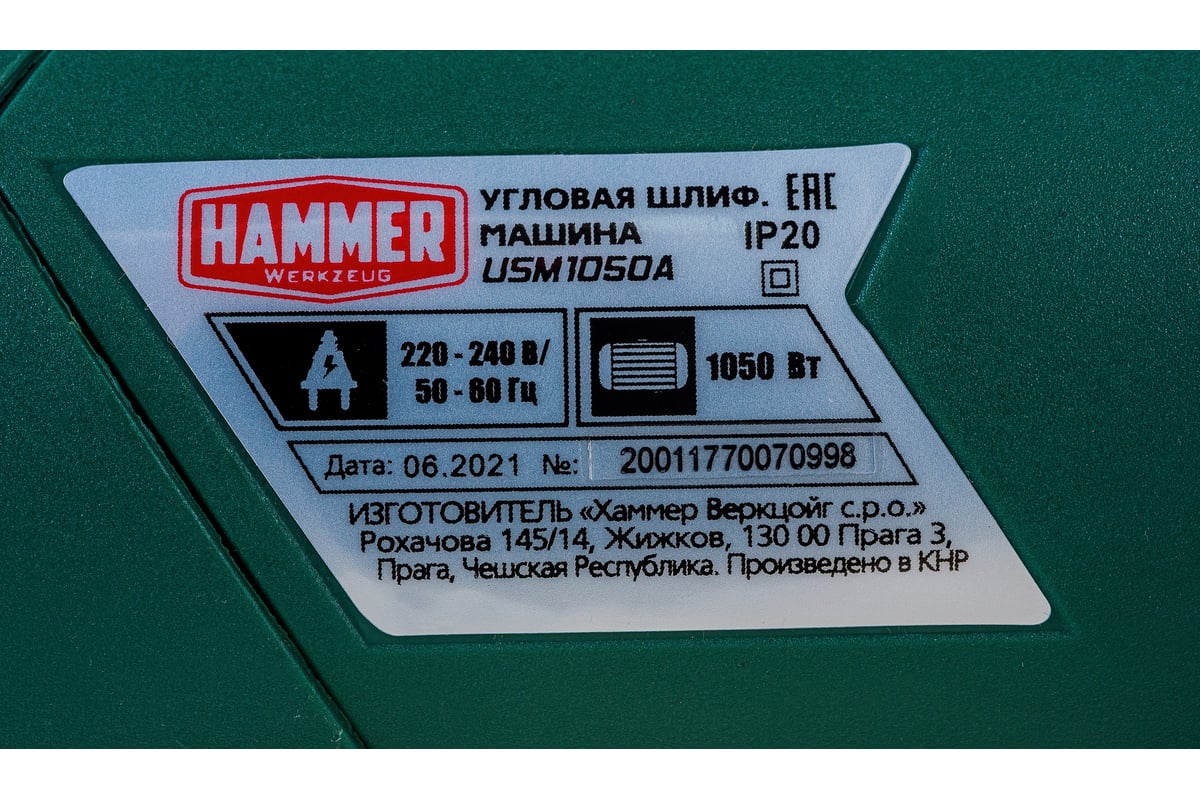 HAMMER
WERKZEUG
УГЛОВАЯ ШЛИФ. EAC
МАШИНА IP20
USM1050A
220 - 240 В/
50 - 60 Гц
1050 Вт
Дата: 06.2021 №: 20011770070998
ИЗГОТОВИТЕЛЬ «Хаммер Веркцойг с.р.о.»
Рохачова 145/14, Жижков, 130 00 Прага 3,
Прага, Чешская Республика. Произведено в КНР